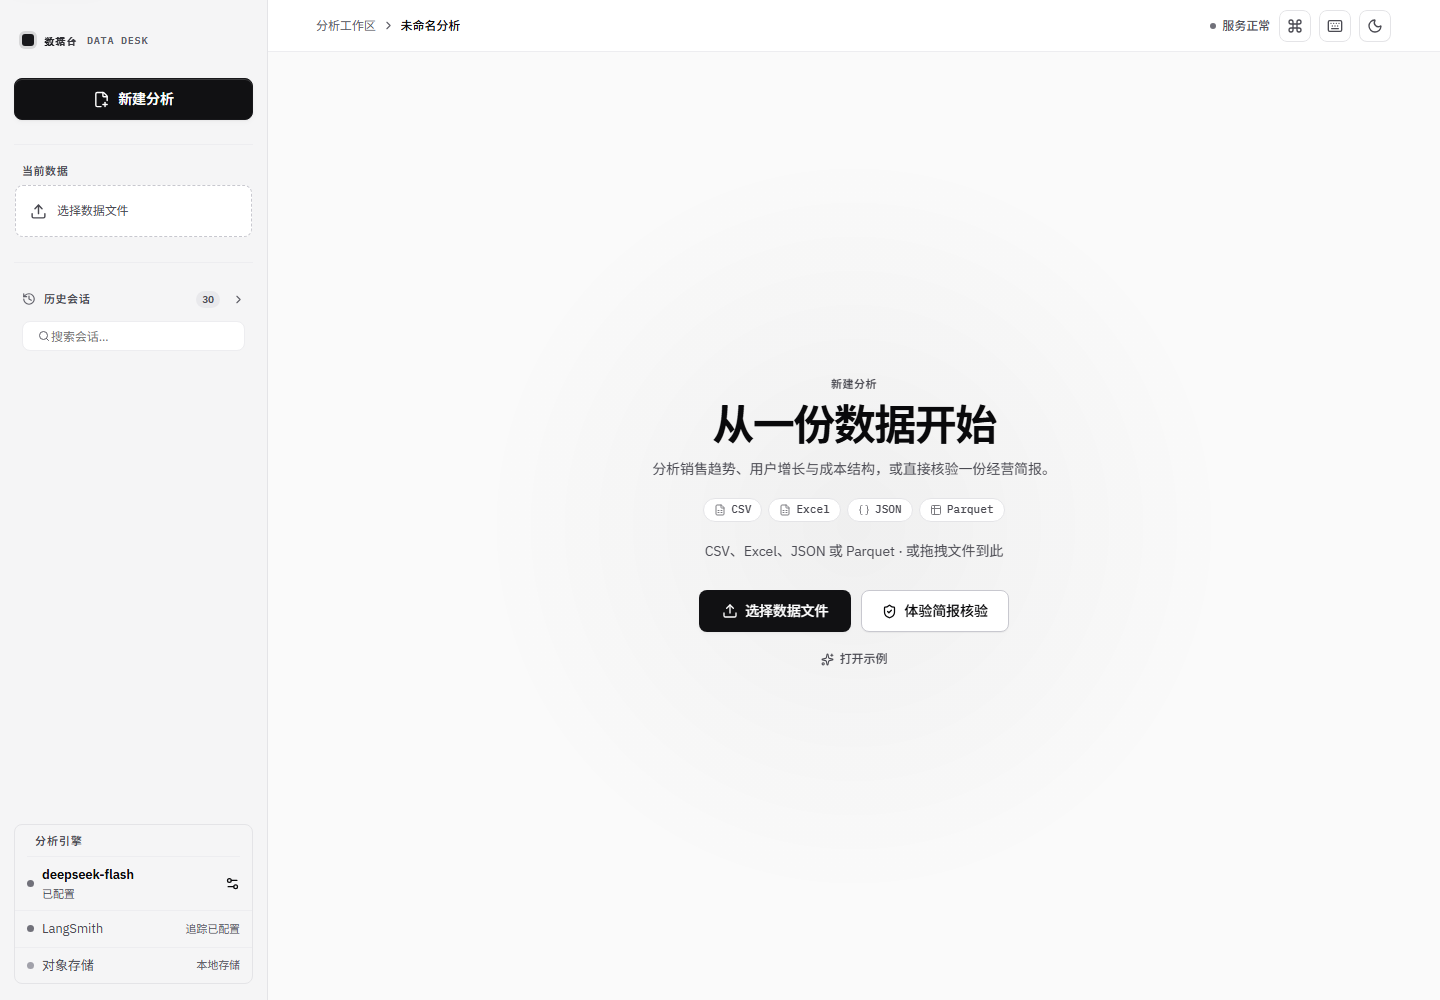 数据台 DATA DESK
新建分析
当前数据
选择数据文件
历史会话 30
搜索会话...
分析引擎
deepseek-flash
已配置
LangSmith 追踪已配置
对象存储 本地存储
分析工作区 > 未命名分析
服务正常
新建分析
从一份数据开始
分析销售趋势、用户增长与成本结构，或直接核验一份经营简报。
CSV Excel {} JSON Parquet
CSV、Excel、JSON 或 Parquet · 或拖拽文件到此
选择数据文件 体验简报核验
打开示例